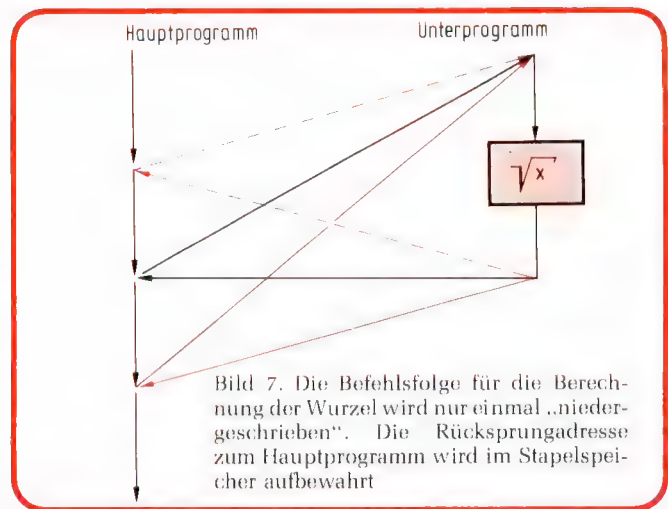 Hauptprogramm Unterprogramm
√x
Bild 7. Die Befehlsfolge für die Berech-
nung der Wurzel wird nur einmal „nieder-
geschrieben“. Die Rücksprungadresse
zum Hauptprogramm wird im Stapelspei-
cher aufbewahrt